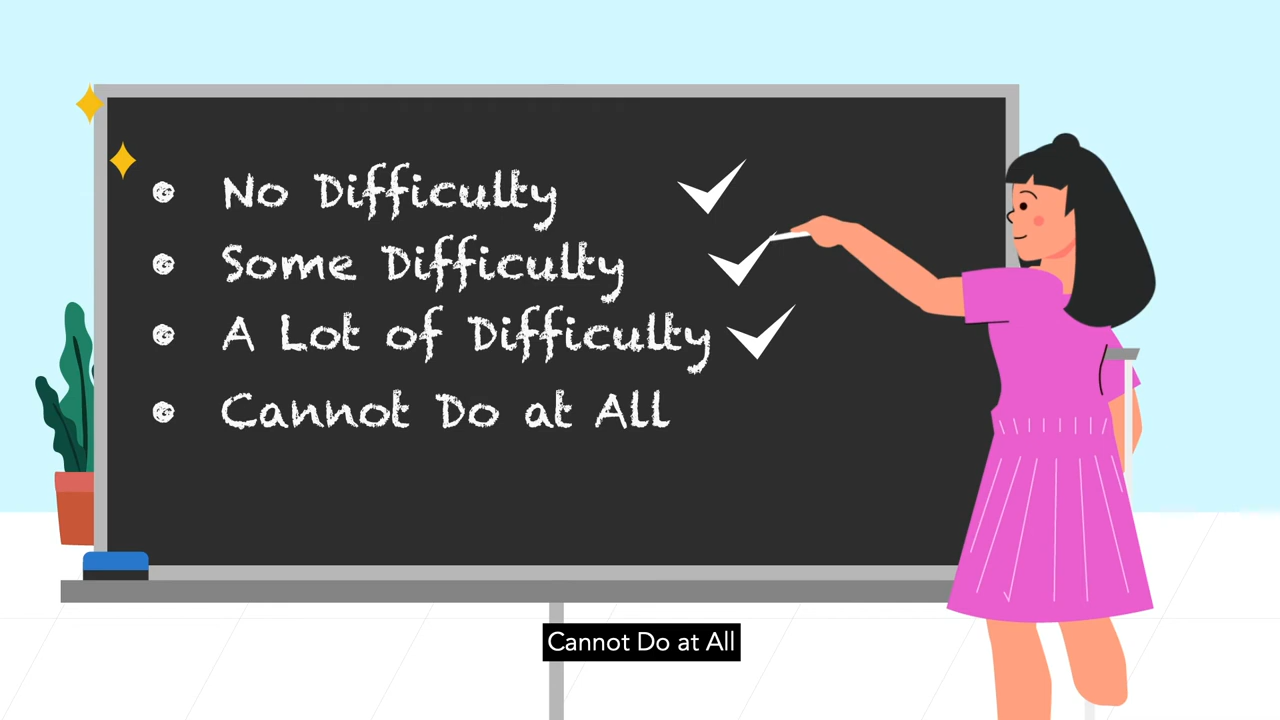 No Difficulty
Some Difficulty
A Lot of Difficulty
Cannot Do at All
Cannot Do at All